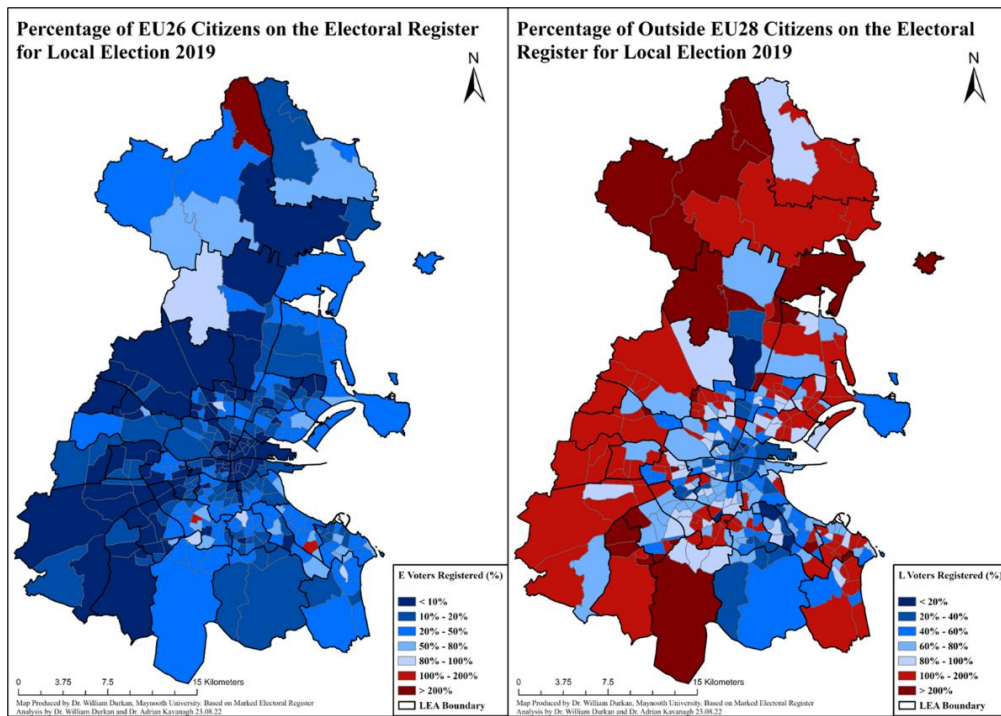 Percentage of EU26 Citizens on the Electoral Register
for Local Election 2019
N
E Voters Registered (%)
< 10%
10% - 20%
20% - 50%
50% - 80%
80% - 100%
100% - 200%
> 200%
LEA Boundary
0 3.75 7.5 15 Kilometers
Map Produced by Dr. William Durkan, Maynooth University. Based on Marked Electoral Register
Analysis by Dr. William Durkan and Dr. Adrian Kavanagh 23.08.22
Percentage of Outside EU28 Citizens on the Electoral
Register for Local Election 2019
N
L Voters Registered (%)
< 20%
20% - 40%
40% - 60%
60% - 80%
80% - 100%
100% - 200%
> 200%
LEA Boundary
0 3.75 7.5 15 Kilometers
Map Produced by Dr. William Durkan, Maynooth University. Based on Marked Electoral Register
Analysis by Dr. William Durkan and Dr. Adrian Kavanagh 23.08.22